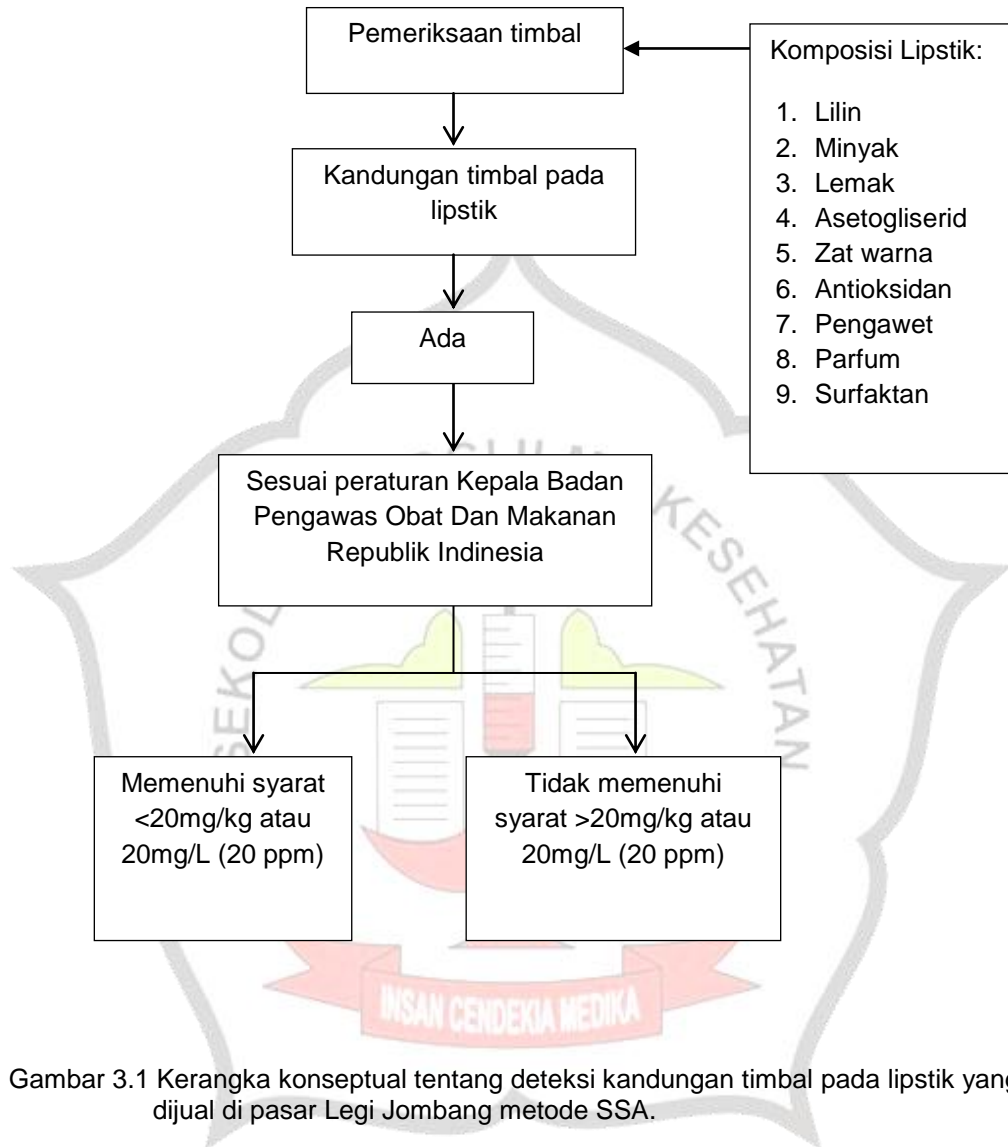 Pemeriksaan timbal
Komposisi Lipstik:
1. Lilin
2. Minyak
3. Lemak
4. Asetogliserid
5. Zat warna
6. Antioksidan
7. Pengawet
8. Parfum
9. Surfaktan
Kandungan timbal pada
lipstik
Ada
Sesuai peraturan Kepala Badan
Pengawas Obat Dan Makanan
Republik Indinesia
Memenuhi syarat
<20mg/kg atau
20mg/L (20 ppm)
Tidak memenuhi
syarat >20mg/kg atau
20mg/L (20 ppm)
KESEHATAN
INSAN CENDEKIA MEDIKA
Gambar 3.1 Kerangka konseptual tentang deteksi kandungan timbal pada lipstik yang
dijual di pasar Legi Jombang metode SSA.